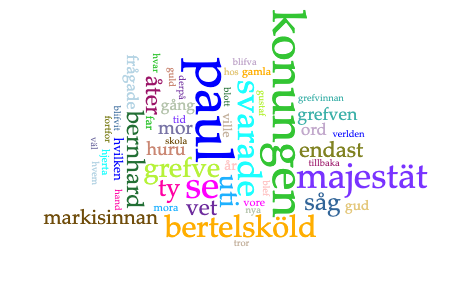 konungen
paul
majestät
bertelsköld
se
svarade
grefve
bernhard
uti
markisinnan
såg
åter
ty
vet
endast
grefven
mor
huru
ord
frågade
gång
hvilken
ville
år
gud
gamla
vore
mora
hjerta
tid
far
verlden
tillbaka
grefvinnan
blifva
hos
hvar
guld
derpå
blott
gustaf
skola
blifvit
fortfor
väl
hvem
hand
nya
tror